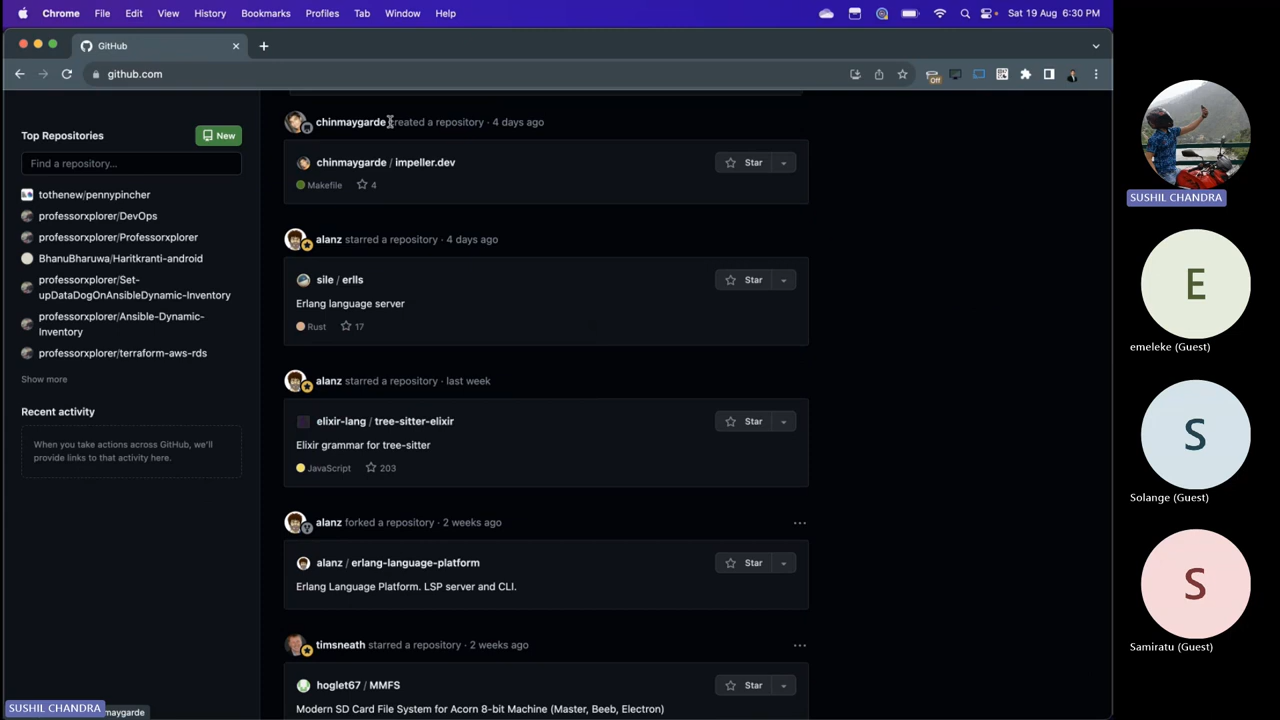 Chrome File Edit View History Bookmarks Profiles Tab Window Help Sat 19 Aug 6:30 PM
GitHub
github.com
Off
Top Repositories
New
Find a repository...
tothenew/pennypincher
professorxplorer/DevOps
professorxplorer/Professorxplorer
BhanuBharuwa/Haritkranti-android
professorxplorer/Set-
upDataDogOnAnsibleDynamic-Inventory
professorxplorer/Ansible-Dynamic-
Inventory
professorxplorer/terraform-aws-rds
Show more
Recent activity
When you take actions across GitHub, we'll
provide links to that activity here.
chinmaygarde created a repository · 4 days ago
chinmaygarde / impeller.dev
Star
Makefile 4
alanz starred a repository · 4 days ago
sile / erlls
Star
Erlang language server
Rust 17
alanz starred a repository · last week
elixir-lang / tree-sitter-elixir
Star
Elixir grammar for tree-sitter
JavaScript 203
alanz forked a repository · 2 weeks ago
alanz / erlang-language-platform
Star
Erlang Language Platform. LSP server and CLI.
timsneath starred a repository · 2 weeks ago
hoglet67 / MMFS
Star
Modern SD Card File System for Acorn 8-bit Machine (Master, Beeb, Electron)
SUSHIL CHANDRA
maygarde
SUSHIL CHANDRA
E
emeleke (Guest)
S
Solange (Guest)
S
Samiratu (Guest)